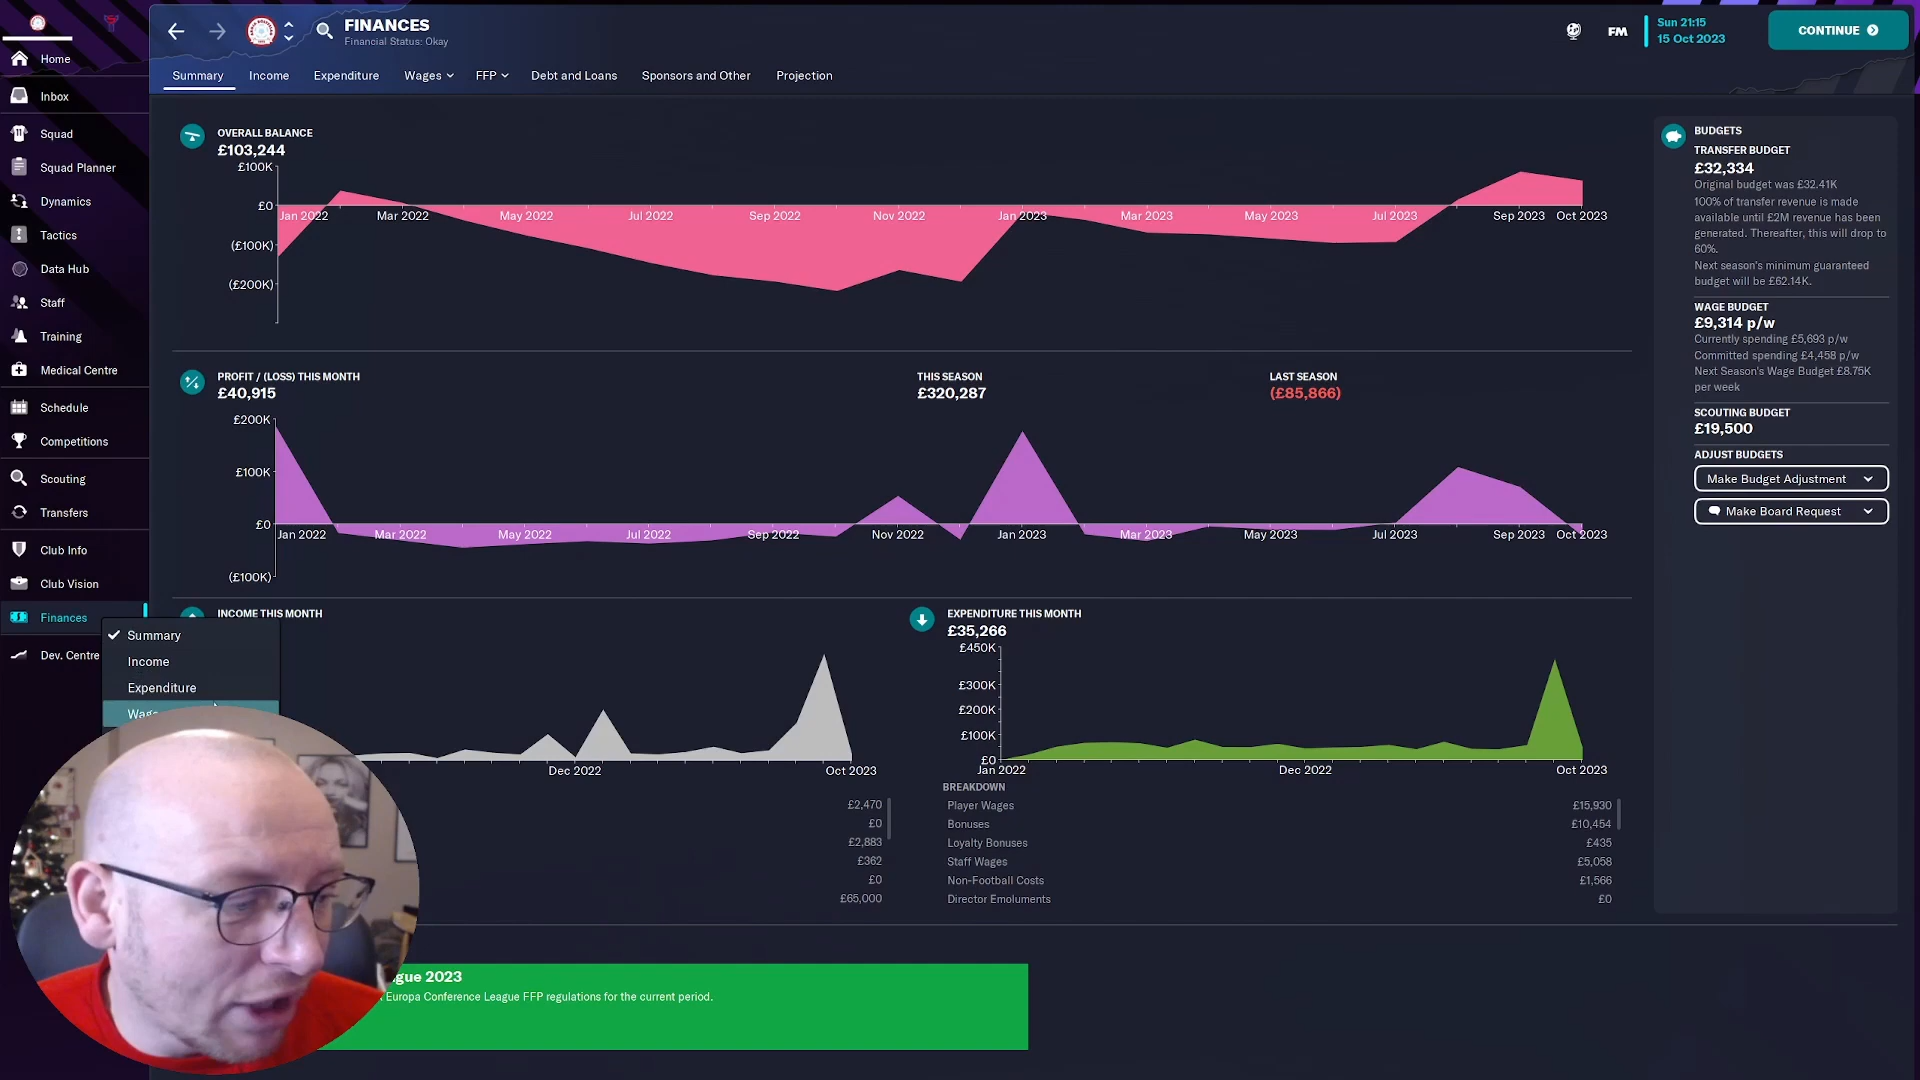 FINANCES
Financial Status: Okay
FM
Sun 21:15
15 Oct 2023
CONTINUE
Summary
Income
Expenditure
Wages
FFP
Debt and Loans
Sponsors and Other
Projection
Home
Inbox
Squad
Squad Planner
Dynamics
Tactics
Data Hub
Staff
Training
Medical Centre
Schedule
Competitions
Scouting
Transfers
Club Info
Club Vision
Finances
Dev. Centre
Summary
Income
Expenditure
OVERALL BALANCE
£103,244
£100K
£0
(£100K)
(£200K)
Jan 2022
Mar 2022
May 2022
Jul 2022
Sep 2022
Nov 2022
Jan 2023
Mar 2023
May 2023
Jul 2023
Sep 2023
Oct 2023
PROFIT / (LOSS) THIS MONTH
£40,915
THIS SEASON
£320,287
LAST SEASON
(£85,866)
£200K
£100K
£0
(£100K)
Jan 2022
Mar 2022
May 2022
Jul 2022
Sep 2022
Nov 2022
Jan 2023
Mar 2023
May 2023
Jul 2023
Sep 2023
Oct 2023
INCOME THIS MONTH
Dec 2022
Oct 2023
£2,470
£0
£2,883
£362
£0
£65,000
EXPENDITURE THIS MONTH
£35,266
£450K
£300K
£200K
£100K
£0
Jan 2022
Dec 2022
Oct 2023
BREAKDOWN
Player Wages £15,930
Bonuses £10,454
Loyalty Bonuses £435
Staff Wages £5,058
Non-Football Costs £1,566
Director Emoluments £0
2023
Europa Conference League FFP regulations for the current period.
BUDGETS
TRANSFER BUDGET
£32,334
Original budget was £32.41K
100% of transfer revenue is made
available until £2M revenue has been
generated. Thereafter, this will drop to
60%.
Next season's minimum guaranteed
budget will be £62.14K.
WAGE BUDGET
£9,314 p/w
Currently spending £5,693 p/w
Committed spending £4,458 p/w
Next Season's Wage Budget £8.75K
per week
SCOUTING BUDGET
£19,500
ADJUST BUDGETS
Make Budget Adjustment
Make Board Request